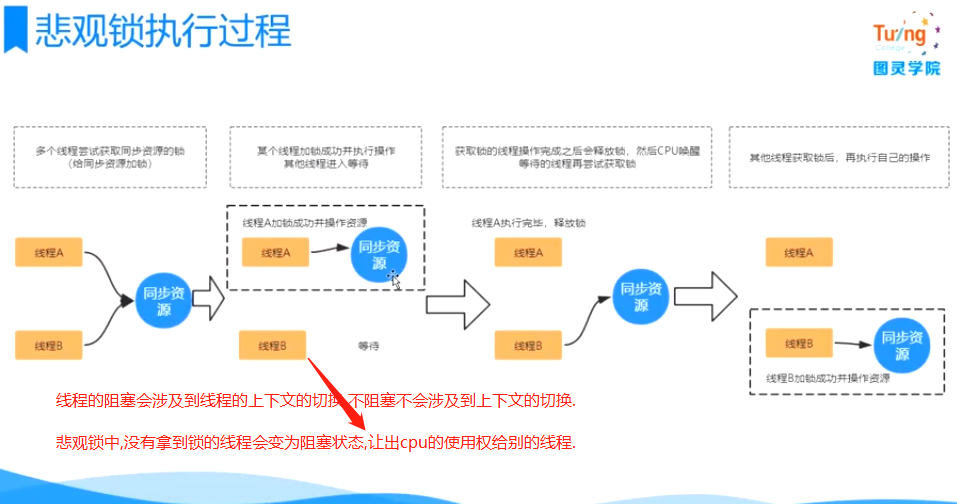 悲观锁执行过程
Turing
College
图灵学院
多个线程尝试获取同步资源的锁
(给同步资源加锁)
某个线程加锁成功并执行操作
其他线程进入等待
获取锁的线程操作完成之后会释放锁，然后CPU唤醒
等待的线程再尝试获取锁
其他线程获取锁后，再执行自己的操作
线程A
线程B
同步资
源
线程A加锁成功并操作资源
线程A
同步资
源
线程B
等待
线程A执行完毕，释放锁
线程A
线程B
同步资
源
线程A
线程B
同步资
源
线程B加锁成功并操作资源
线程的阻塞会涉及到线程的上下文的切换,不阻塞不会涉及到上下文的切换.
悲观锁中,没有拿到锁的线程会变为阻塞状态,让出cpu的使用权给别的线程.